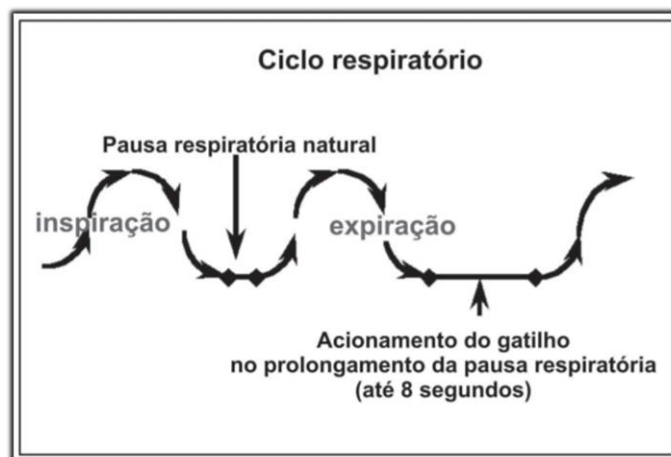 Ciclo respiratório
Pausa respiratória natural
inspiração
expiração
Acionamento do gatilho
no prolongamento da pausa respiratória
(até 8 segundos)